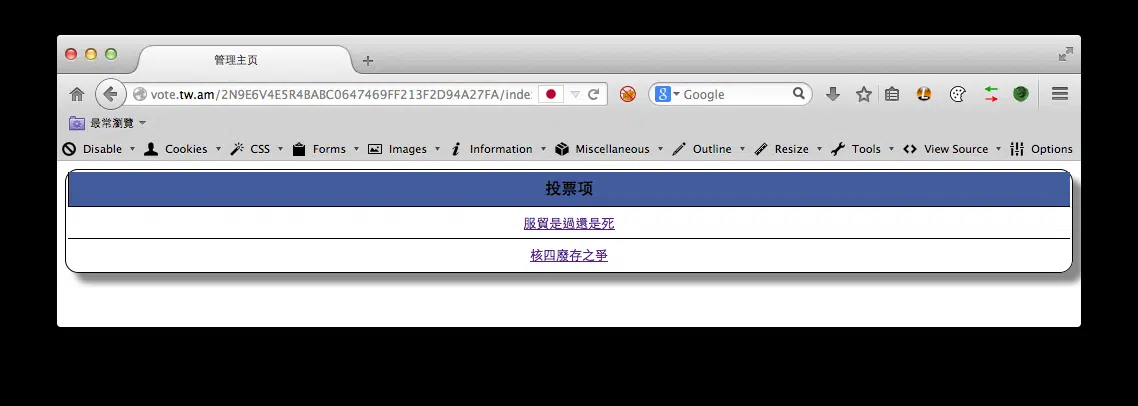 管理主页
vote.tw.am/2N9E6V4E5R48ABC0647469FF213F2D94A27FA/inde:
Google
最常瀏覽
Disable Cookies CSS Forms Images Information Miscellaneous Outline Resize Tools View Source Options
投票项
服貿是過還是死
核四廢存之爭